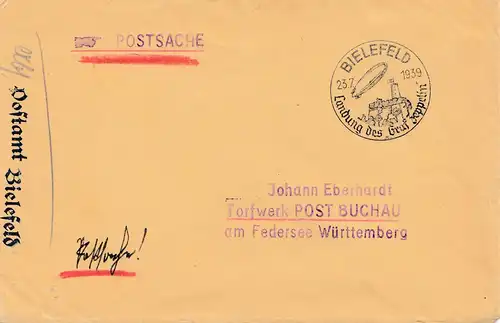 POSTSACHE
BIELEFELD
23.7. 1939
Landung des „Graf Zeppelin“
Postamt Bielefeld
Johann Eberhardt
Torfwerk POST BUCHAU
am Federsee Württemberg
Postsache!